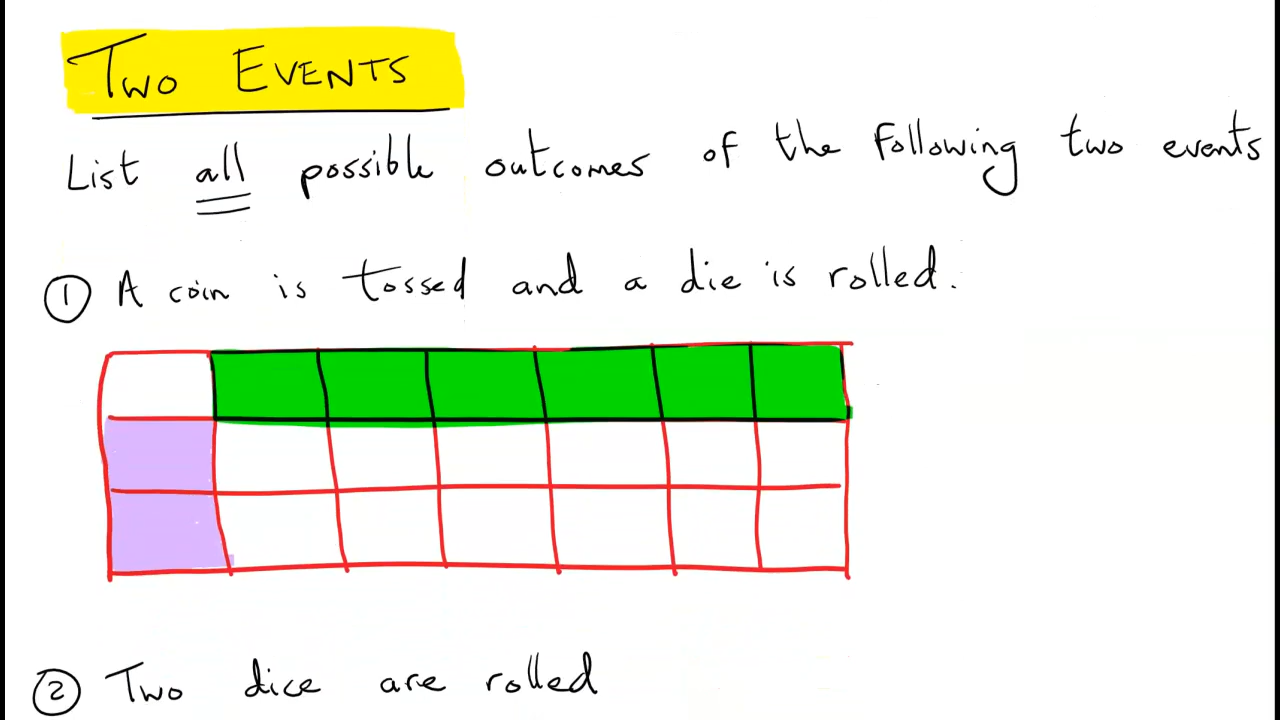 TWO EVENTS
List all possible outcomes of the following two events
① A coin is tossed and a die is rolled.
② Two dice are rolled